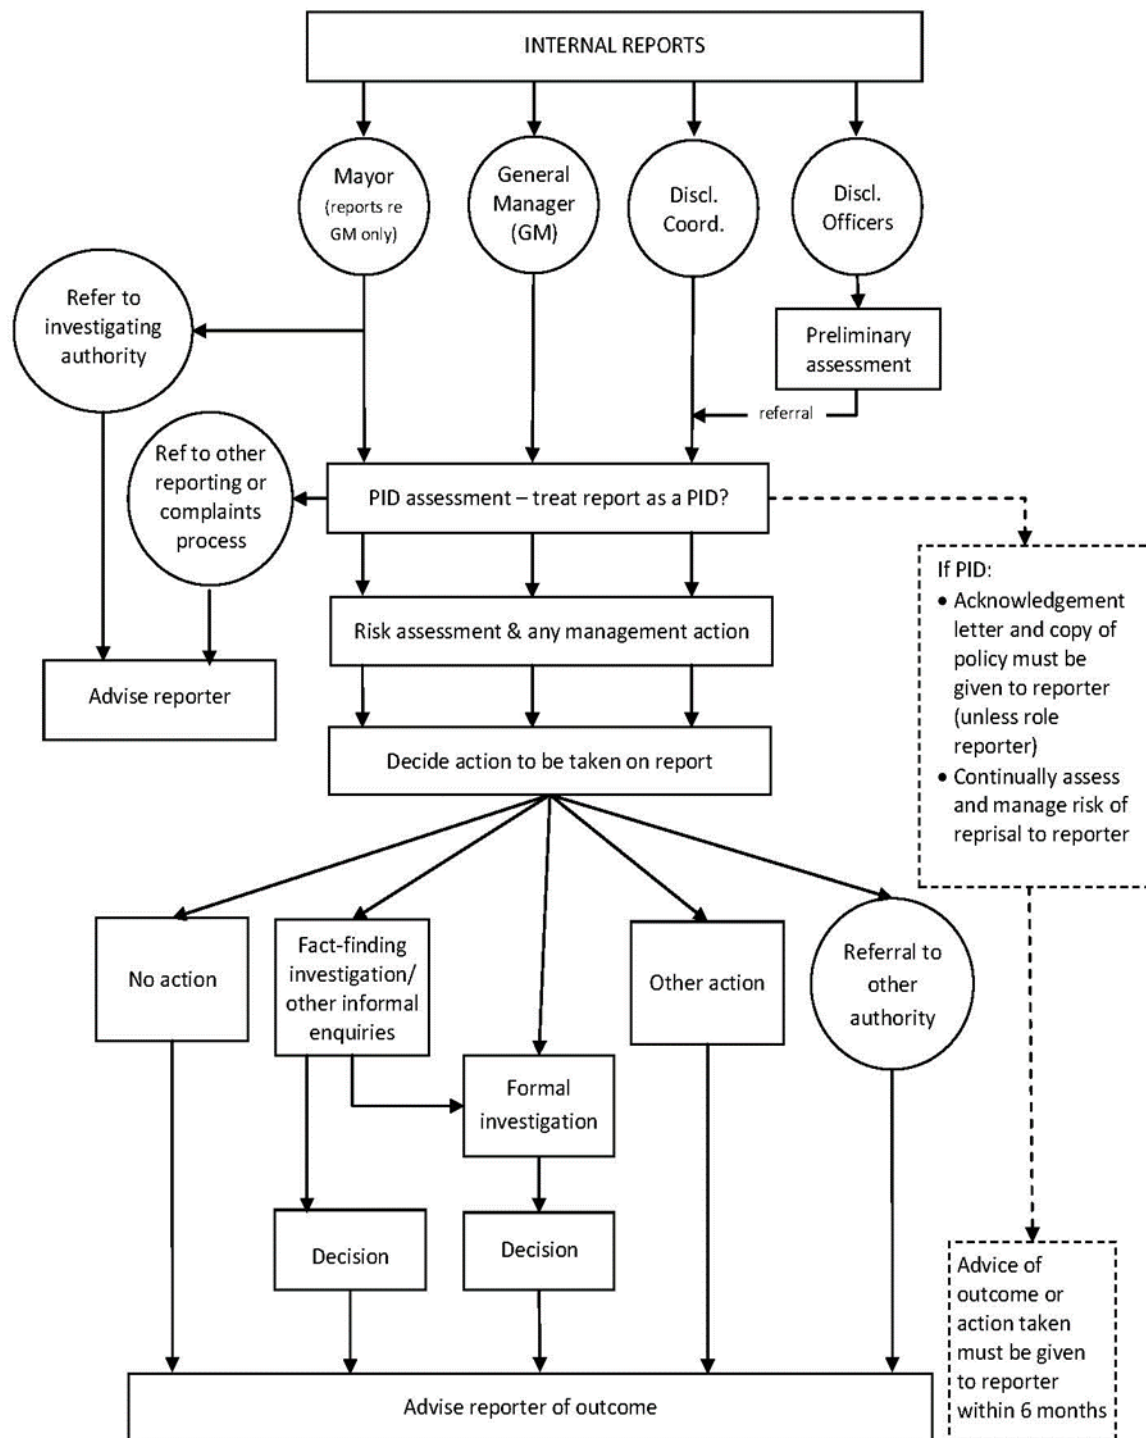 INTERNAL REPORTS
Mayor
(reports re
GM only)
General
Manager
(GM)
Discl.
Coord.
Discl.
Officers
Refer to
investigating
authority
Preliminary
assessment
referral
Ref to other
reporting or
complaints
process
PID assessment – treat report as a PID?
If PID:
• Acknowledgement
letter and copy of
policy must be
given to reporter
(unless role
reporter)
• Continually assess
and manage risk of
reprisal to reporter
Risk assessment & any management action
Advise reporter
Decide action to be taken on report
No action
Fact-finding
investigation/
other informal
enquiries
Formal
investigation
Other action
Referral to
other
authority
Decision
Decision
Advice of
outcome or
action taken
must be given
to reporter
within 6 months
Advise reporter of outcome